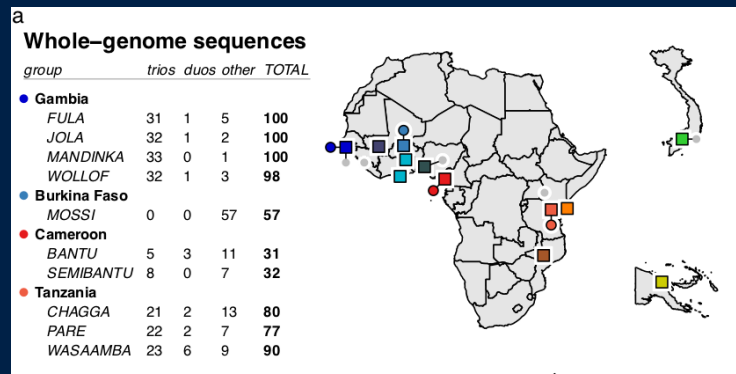 a
Whole–genome sequences
group trios duos other TOTAL
Gambia
FULA 31 1 5 100
JOLA 32 1 2 100
MANDINKA 33 0 1 100
WOLLOF 32 1 3 98
Burkina Faso
MOSSI 0 0 57 57
Cameroon
BANTU 5 3 11 31
SEMIBANTU 8 0 7 32
Tanzania
CHAGGA 21 2 13 80
PARE 22 2 7 77
WASAAMBA 23 6 9 90